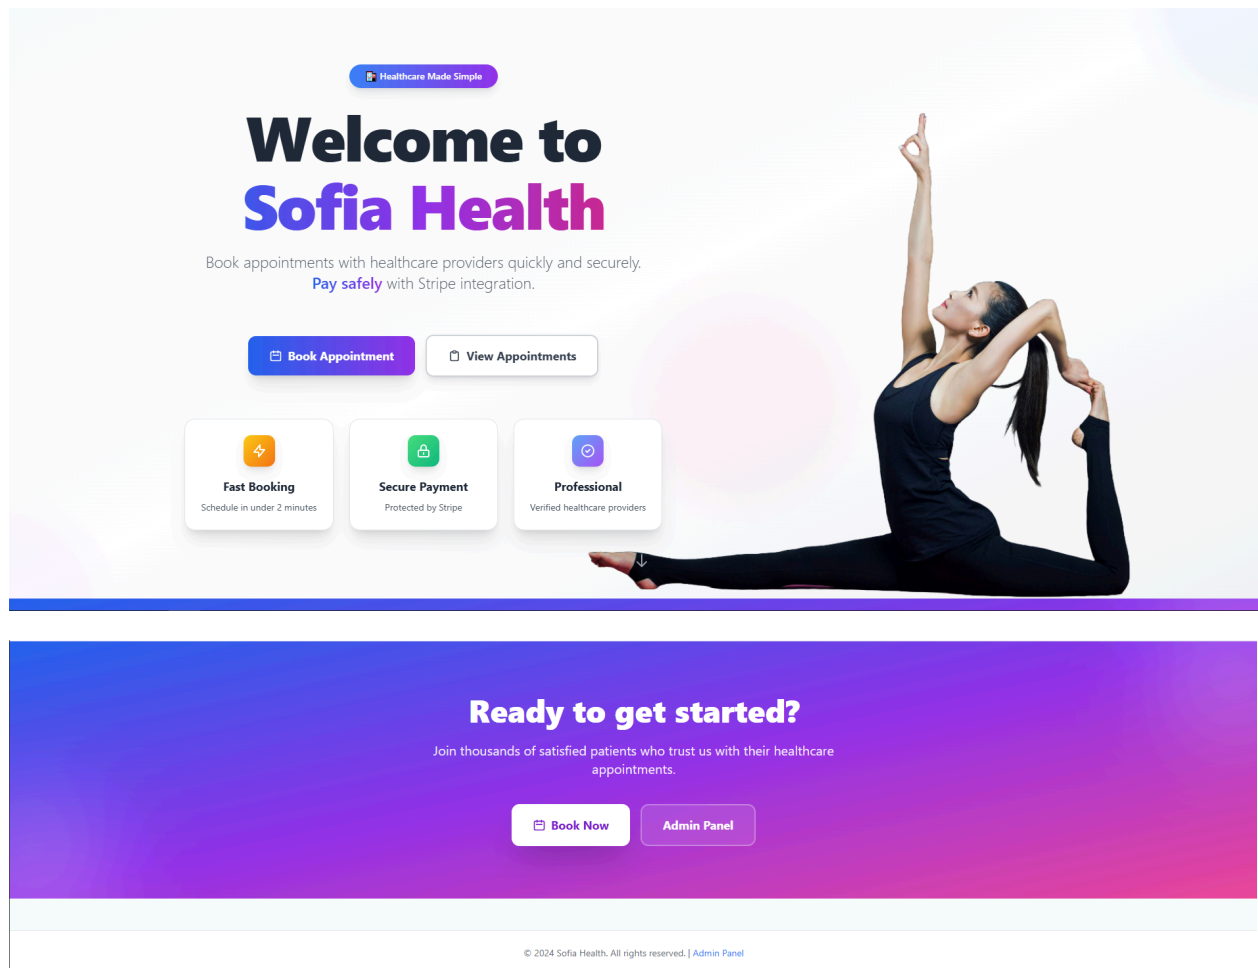 Healthcare Made Simple
Welcome to
Sofia Health
Book appointments with healthcare providers quickly and securely.
Pay safely with Stripe integration.
Book Appointment
View Appointments
Fast Booking
Schedule in under 2 minutes
Secure Payment
Protected by Stripe
Professional
Verified healthcare providers
Ready to get started?
Join thousands of satisfied patients who trust us with their healthcare
appointments.
Book Now
Admin Panel
© 2024 Sofia Health. All rights reserved. | Admin Panel